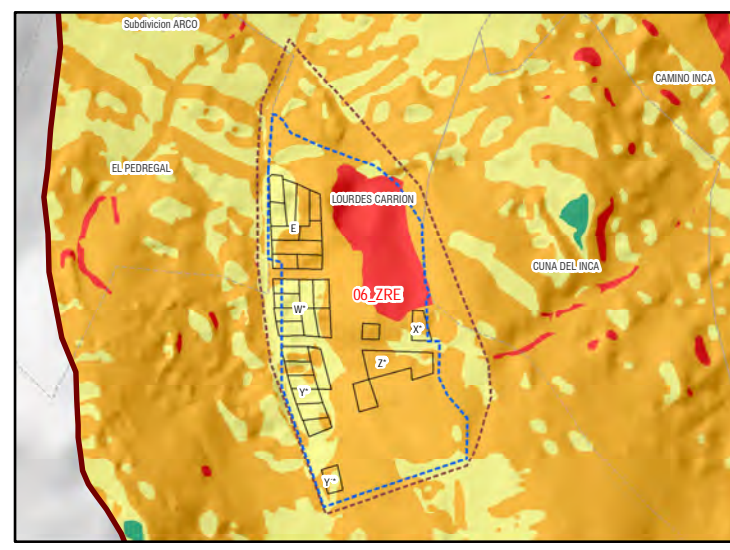 Subdivicion ARCO
CAMINO INCA
EL PEDREGAL
LOURDES CARRION
E
CUNA DEL INCA
06_ZRE
W*
X*
Z*
Y*
Y'*